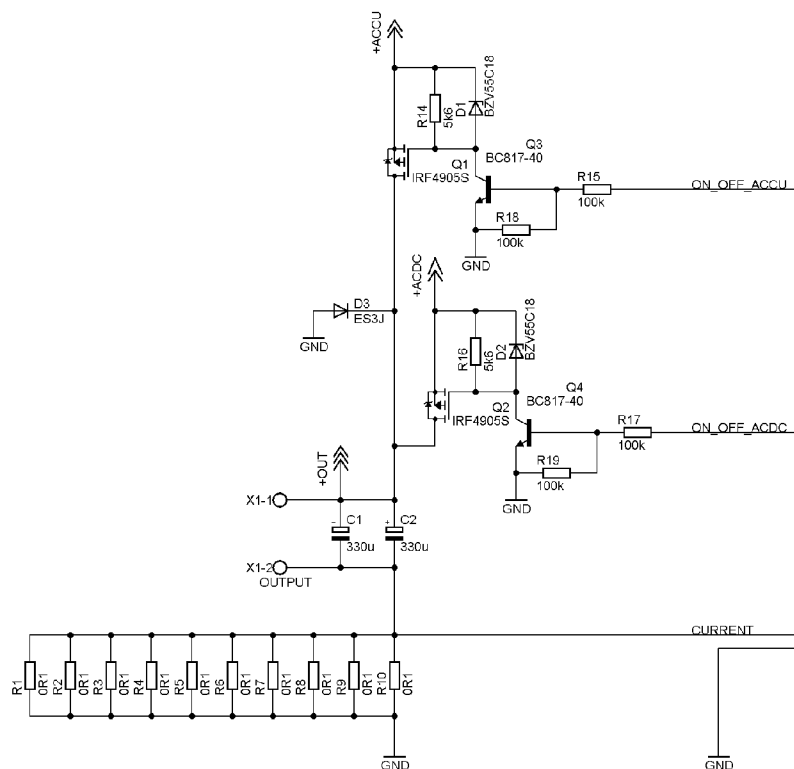 +ACCU
R14
5k6
D1
BZV55C18
Q3
BC817-40
Q1
IRF4905S
R15
100k
ON_OFF_ACCU
R18
100k
GND
+ACDC
D3
ES3J
GND
R16
5k6
D2
BZV55C18
Q4
BC817-40
Q2
IRF4905S
R17
100k
ON_OFF_ACDC
R19
100k
GND
+OUT
X1-1
C1
330u
C2
330u
X1-2
OUTPUT
CURRENT
R1
0R1
R2
0R1
R3
0R1
R4
0R1
R5
0R1
R6
0R1
R7
0R1
R8
0R1
R9
0R1
R10
0R1
GND
GND